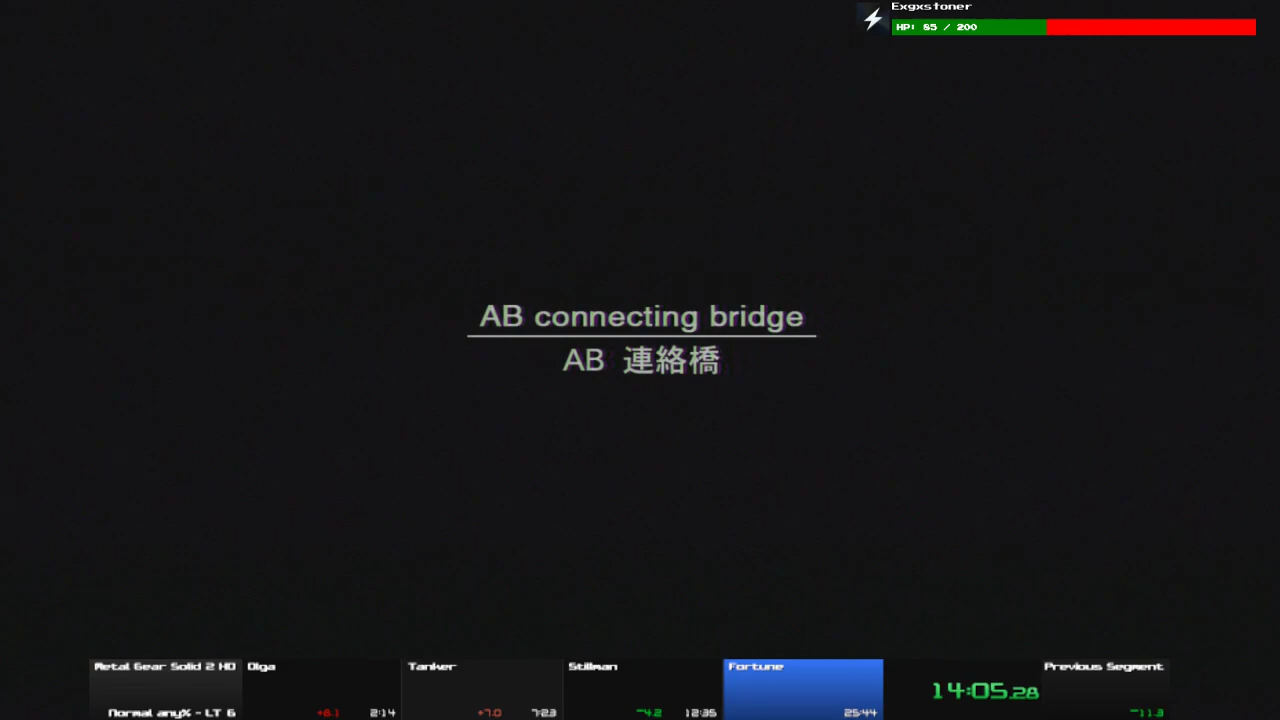 Exgxstoner
HP: 85 / 200
AB connecting bridge
AB 連絡橋
Metal Gear Solid 2 HD
Normal any% - LT 6
Olga
+6.1 2:14
Tanker
+7.0 7:23
Stillman
-4.2 12:35
Fortune
25:44
14:05.28
Previous Segment
-11.3